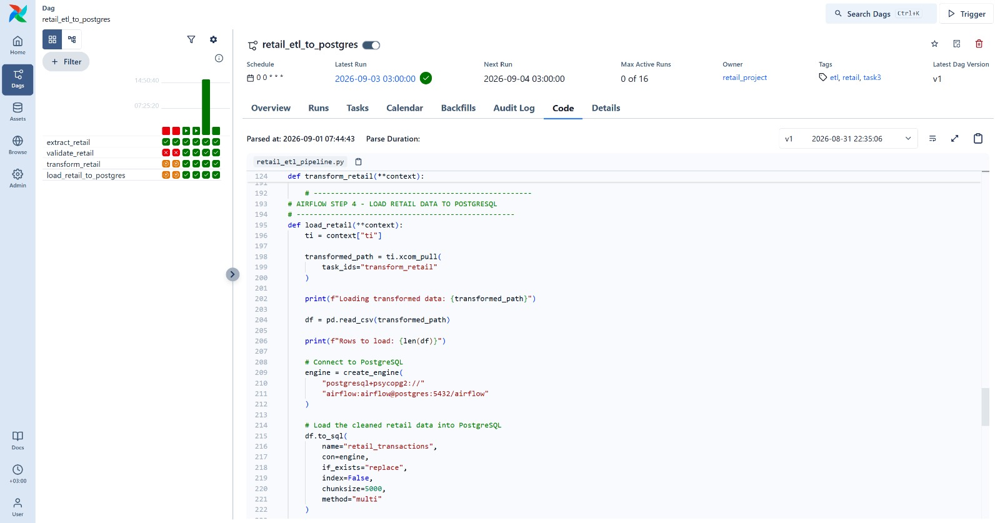 Dag
retail_etl_to_postgres
Search Dags Ctrl+K
Trigger
Home
Dags
Assets
Browse
Admin
Docs
+03:00
User
Filter
14:50:40
07:25:20
extract_retail
validate_retail
transform_retail
load_retail_to_postgres
retail_etl_to_postgres
Schedule
0 0 * * *
Latest Run
2026-09-03 03:00:00
Next Run
2026-09-04 03:00:00
Max Active Runs
0 of 16
Owner
retail_project
Tags
etl, retail, task3
Latest Dag Version
v1
Overview Runs Tasks Calendar Backfills Audit Log Code Details
Parsed at: 2026-09-01 07:44:43 Parse Duration:
v1 2026-08-31 22:35:06
retail_etl_pipeline.py
124 def transform_retail(**context):
191
192 # ---------------------------------------------------
193 # AIRFLOW STEP 4 - LOAD RETAIL DATA TO POSTGRESQL
194 # ---------------------------------------------------
195 def load_retail(**context):
196 ti = context["ti"]
197
198 transformed_path = ti.xcom_pull(
199 task_ids="transform_retail"
200 )
201
202 print(f"Loading transformed data: {transformed_path}")
203
204 df = pd.read_csv(transformed_path)
205
206 print(f"Rows to load: {len(df)}")
207
208 # Connect to PostgreSQL
209 engine = create_engine(
210 "postgresql+psycopg2://"
211 "airflow:airflow@postgres:5432/airflow"
212 )
213
214 # Load the cleaned retail data into PostgreSQL
215 df.to_sql(
216 name="retail_transactions",
217 con=engine,
218 if_exists="replace",
219 index=False,
220 chunksize=5000,
221 method="multi"
222 )